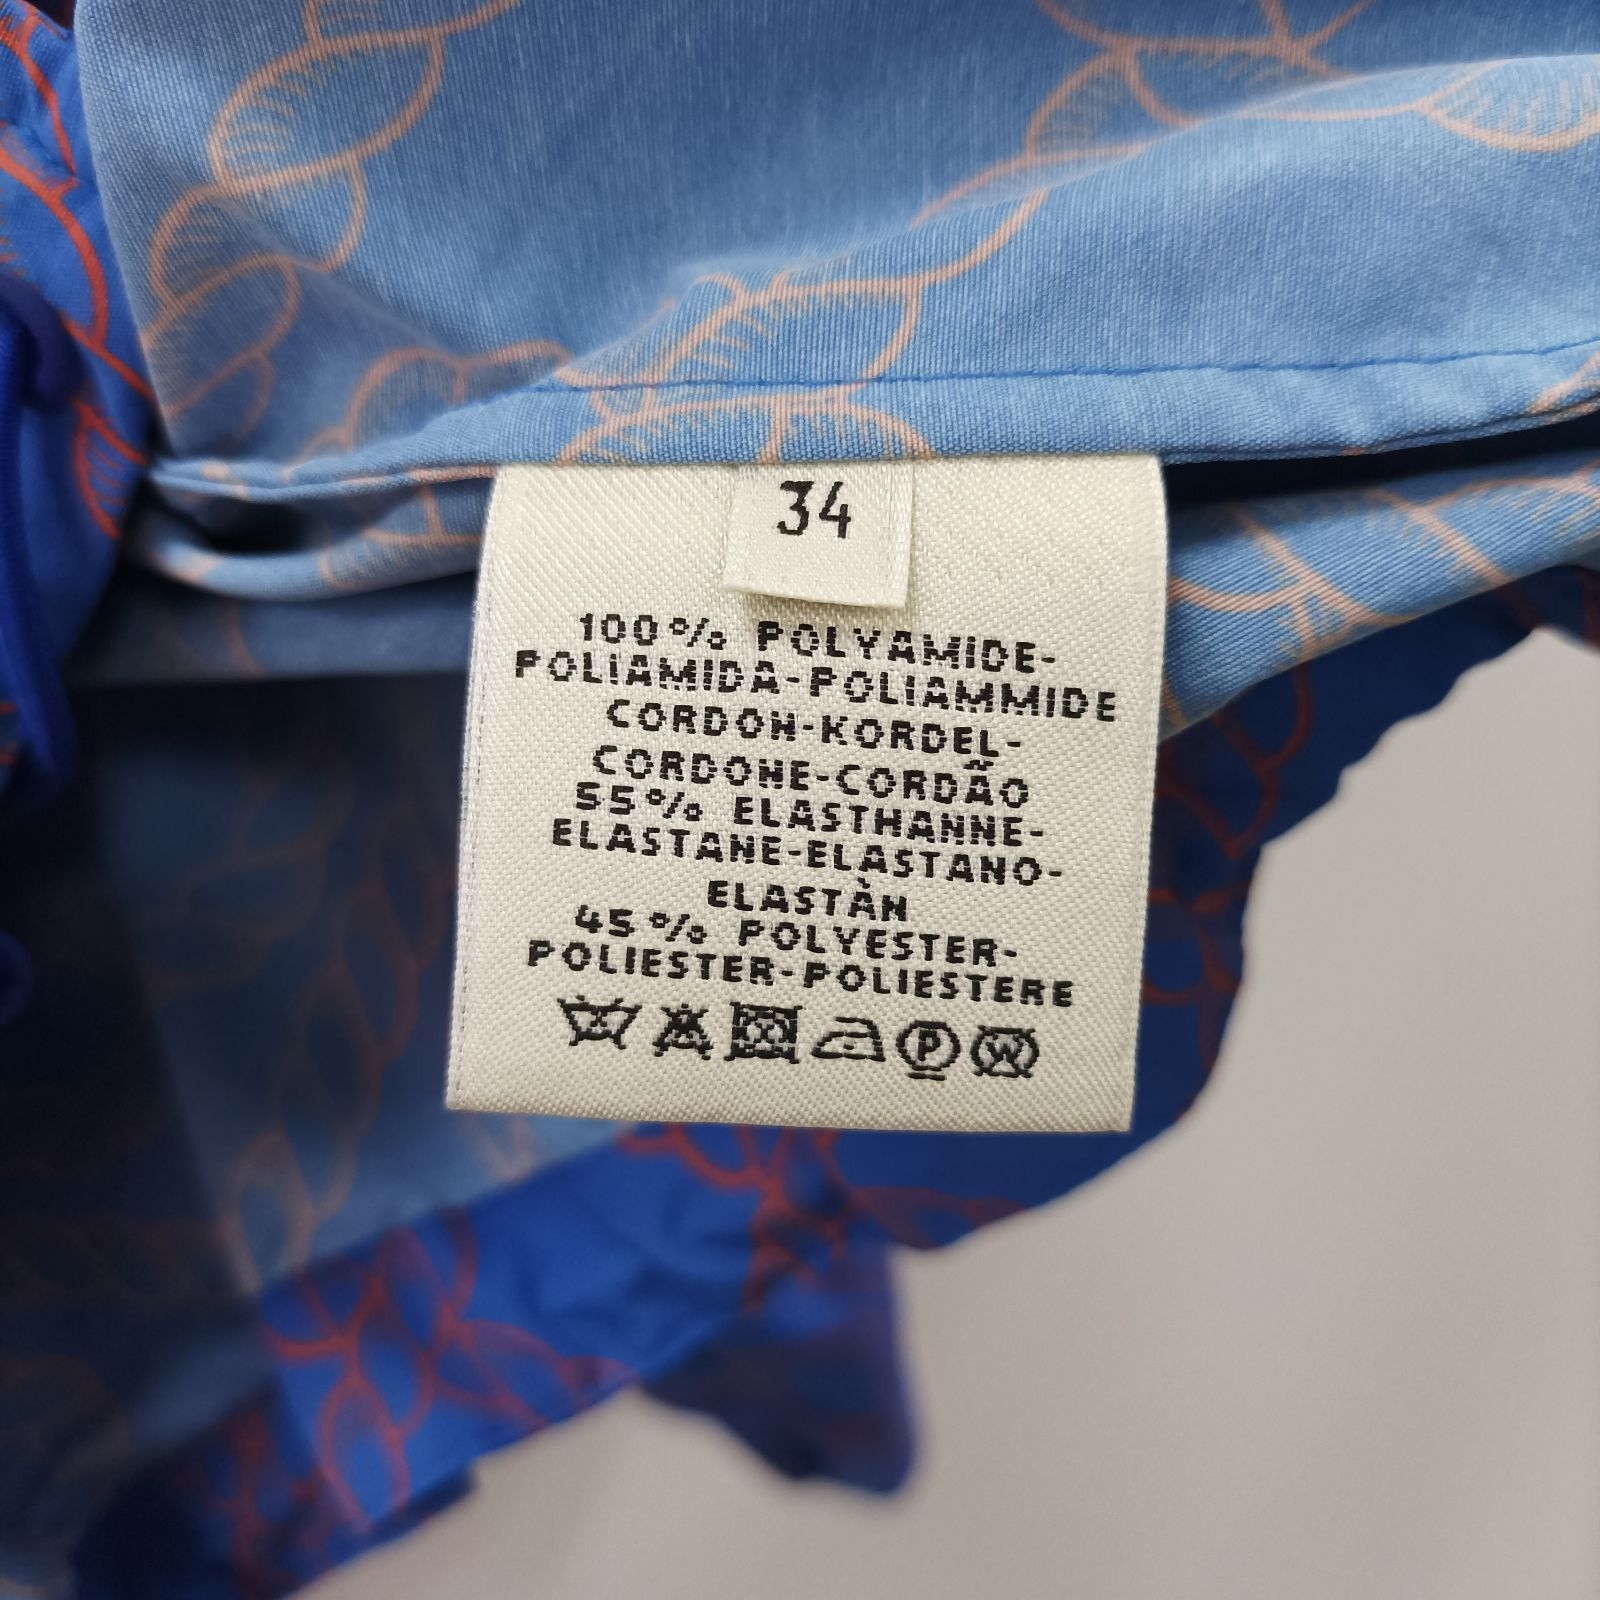 34
100% POLYAMIDE-
POLIAMIDA-POLIAMMIDE
CORDON-KORDEL-
CORDONE-CORDÃO
55% ELASTHANNE-
ELASTANE-ELASTANO-
ELASTÀN
45% POLYESTER-
POLIESTER-POLIESTERE
P W